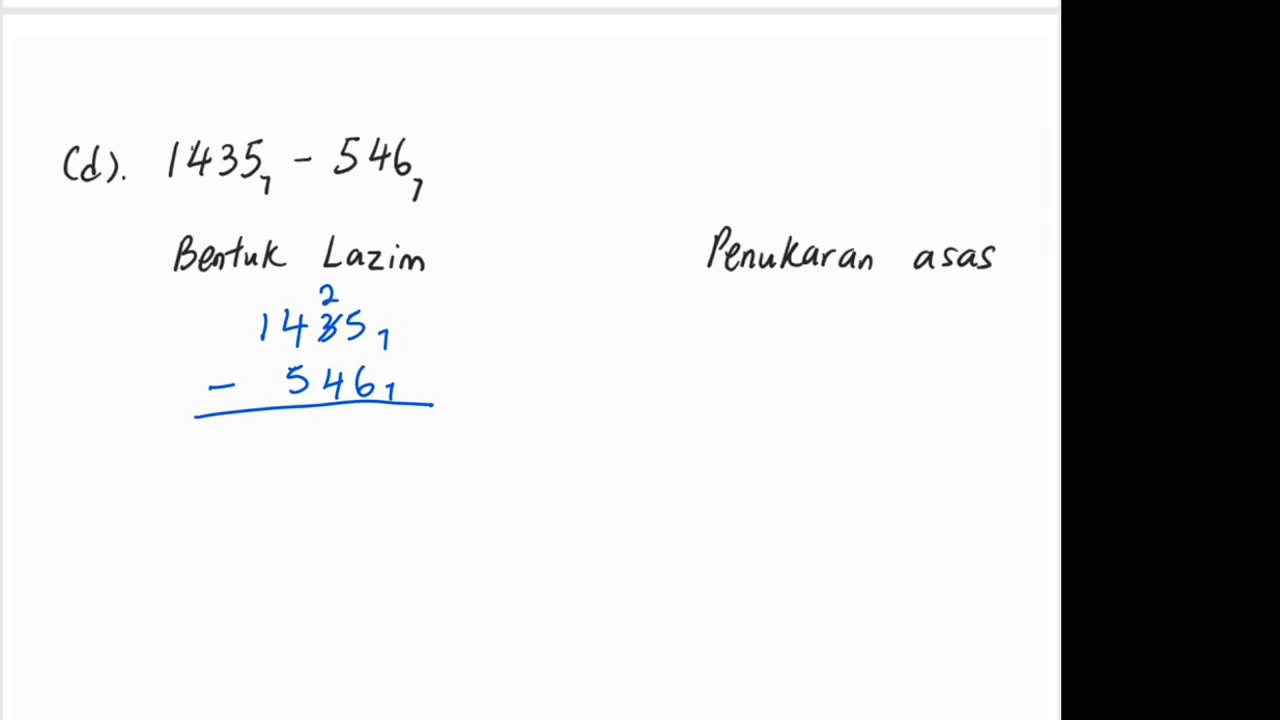 (d). 1435₇ - 546₇
Bentuk Lazim
Penukaran asas
2
1435₇
- 546₇